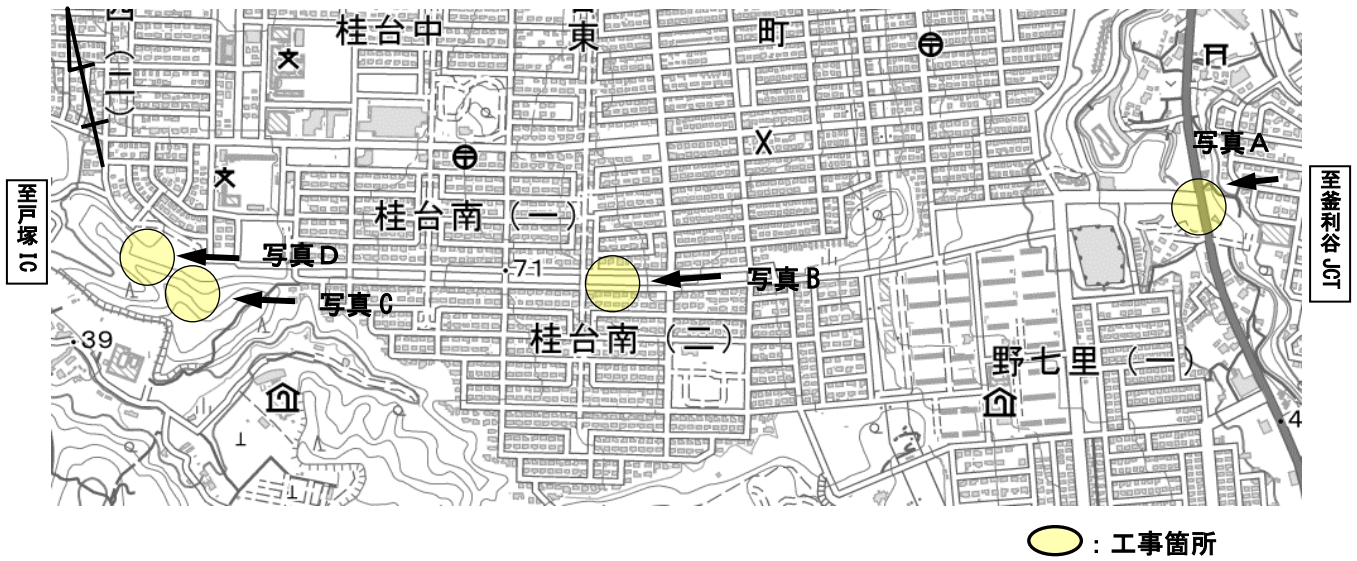 四
(二)
桂台中
東
町
〒
〒
写真A
至戸塚 IC
至釜利谷 JCT
桂台南 (一)
写真D
・71
写真B
写真C
桂台南 (二)
・39
野七里 (一)
・4
：工事箇所